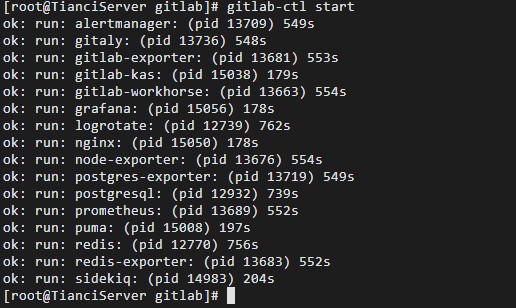 [root@TianciServer gitlab]# gitlab-ctl start
ok: run: alertmanager: (pid 13709) 549s
ok: run: gitaly: (pid 13736) 548s
ok: run: gitlab-exporter: (pid 13681) 553s
ok: run: gitlab-kas: (pid 15038) 179s
ok: run: gitlab-workhorse: (pid 13663) 554s
ok: run: grafana: (pid 15056) 178s
ok: run: logrotate: (pid 12739) 762s
ok: run: nginx: (pid 15050) 178s
ok: run: node-exporter: (pid 13676) 554s
ok: run: postgres-exporter: (pid 13719) 549s
ok: run: postgresql: (pid 12932) 739s
ok: run: prometheus: (pid 13689) 552s
ok: run: puma: (pid 15008) 197s
ok: run: redis: (pid 12770) 756s
ok: run: redis-exporter: (pid 13683) 552s
ok: run: sidekiq: (pid 14983) 204s
[root@TianciServer gitlab]#